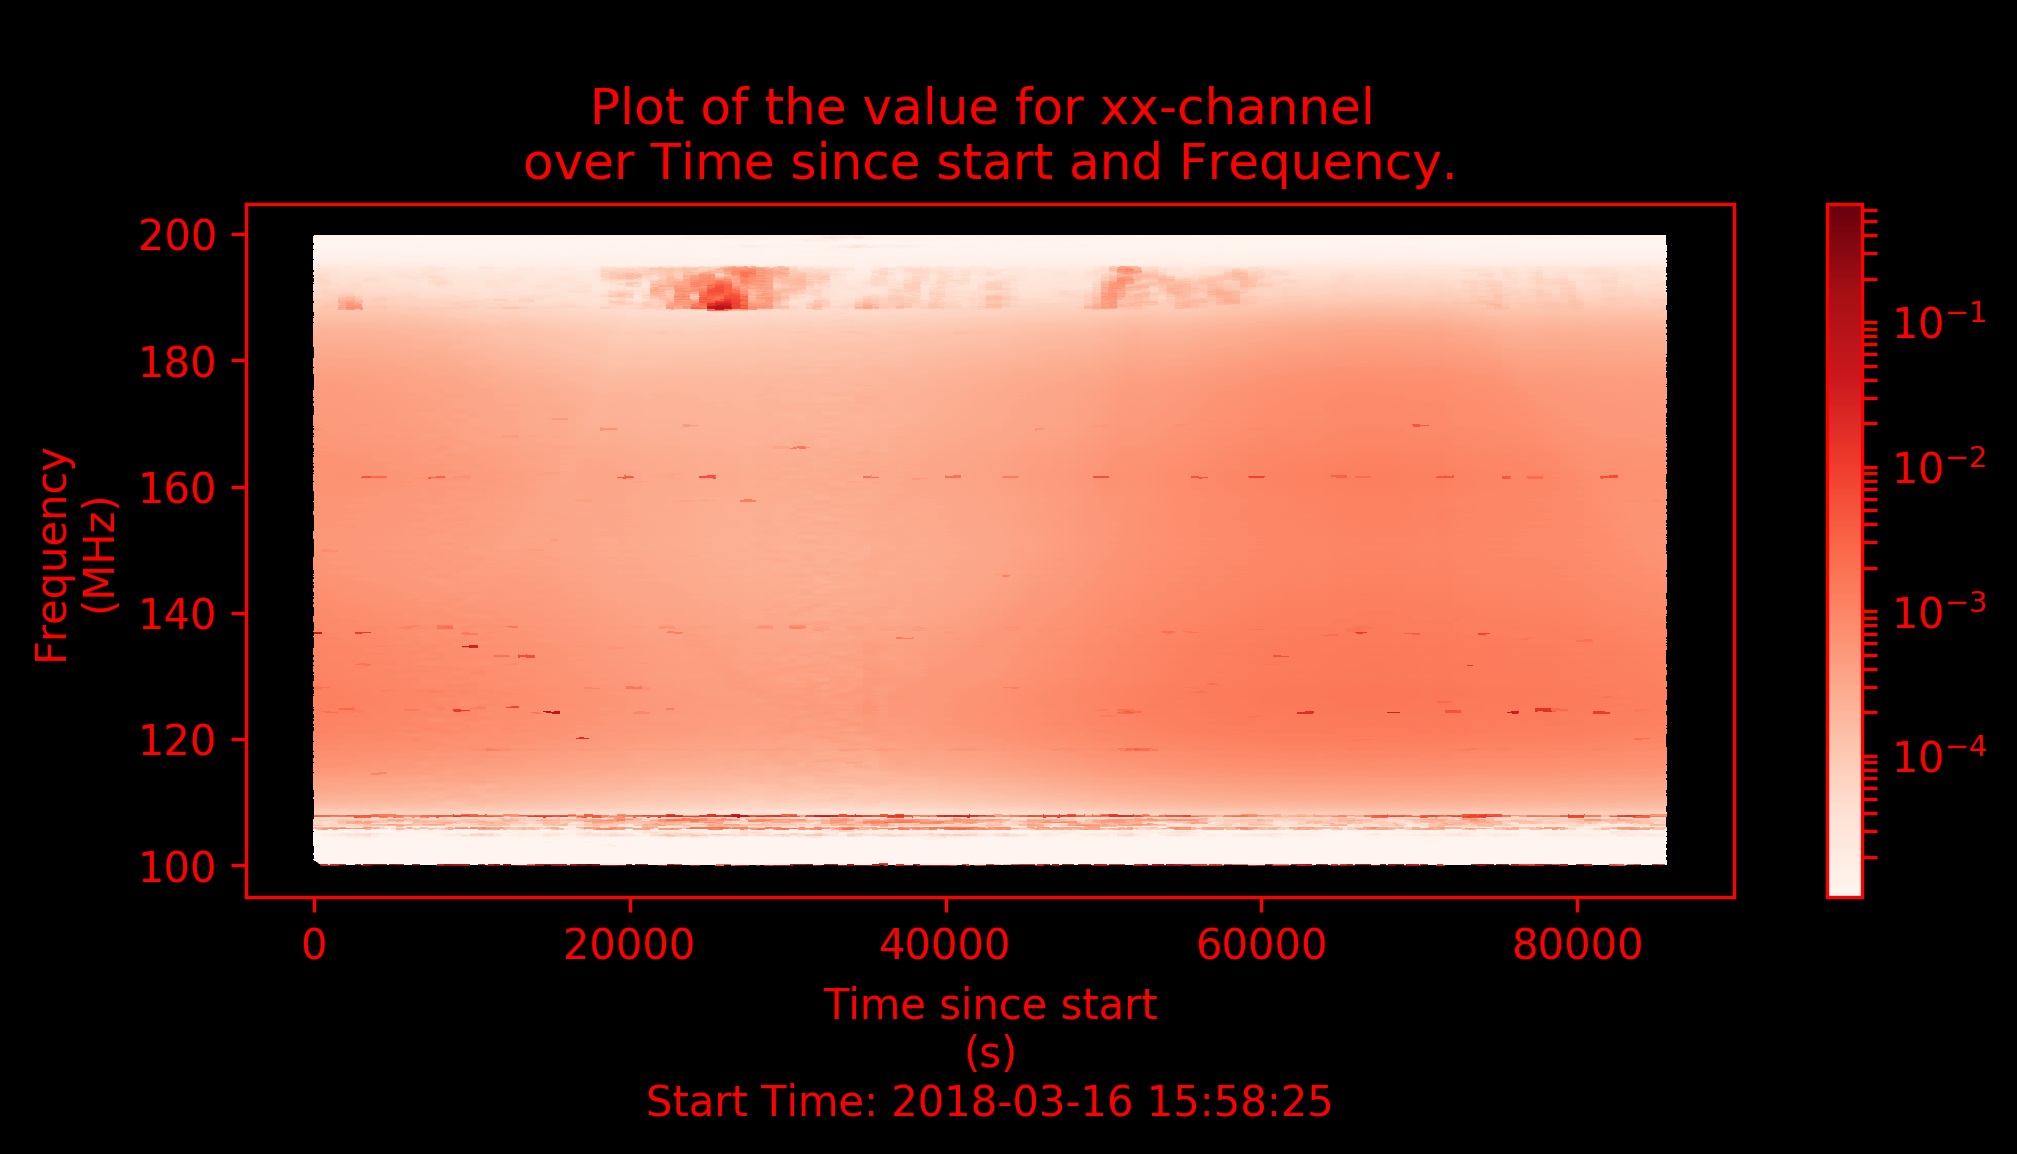 Plot of the value for xx-channel
over Time since start and Frequency.
200
180
160
140
120
100
Frequency
(MHz)
0
20000
40000
60000
80000
Time since start
(s)
Start Time: 2018-03-16 15:58:25
10⁻¹
10⁻²
10⁻³
10⁻⁴